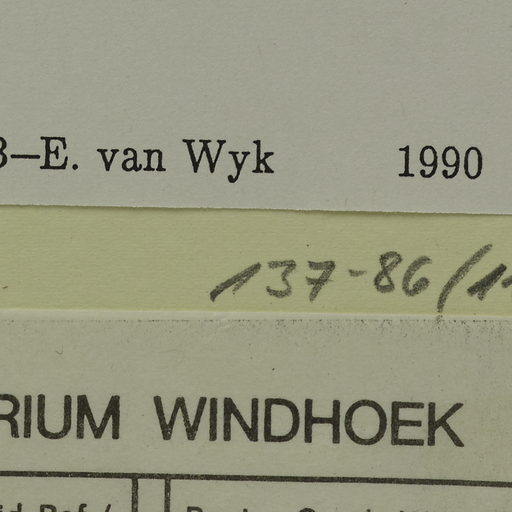 B–E. van Wyk 1990
137-86/1
RIUM WINDHOEK